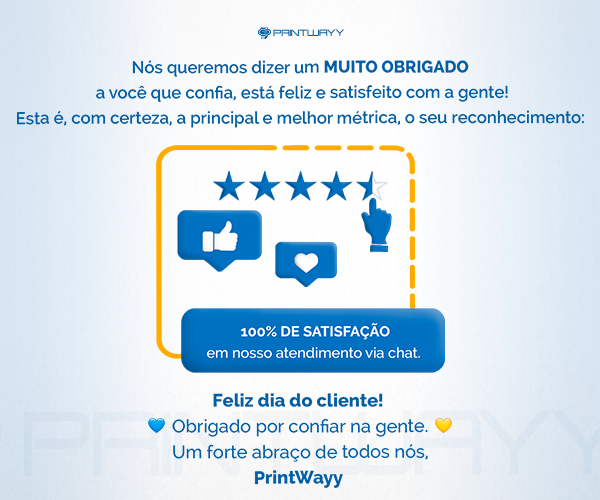 PRINTWAYY
Nós queremos dizer um MUITO OBRIGADO
a você que confia, está feliz e satisfeito com a gente!
Esta é, com certeza, a principal e melhor métrica, o seu reconhecimento:
100% DE SATISFAÇÃO
em nosso atendimento via chat.
Feliz dia do cliente!
💙 Obrigado por confiar na gente. 💛
Um forte abraço de todos nós,
PrintWayy
PRINTWAYY